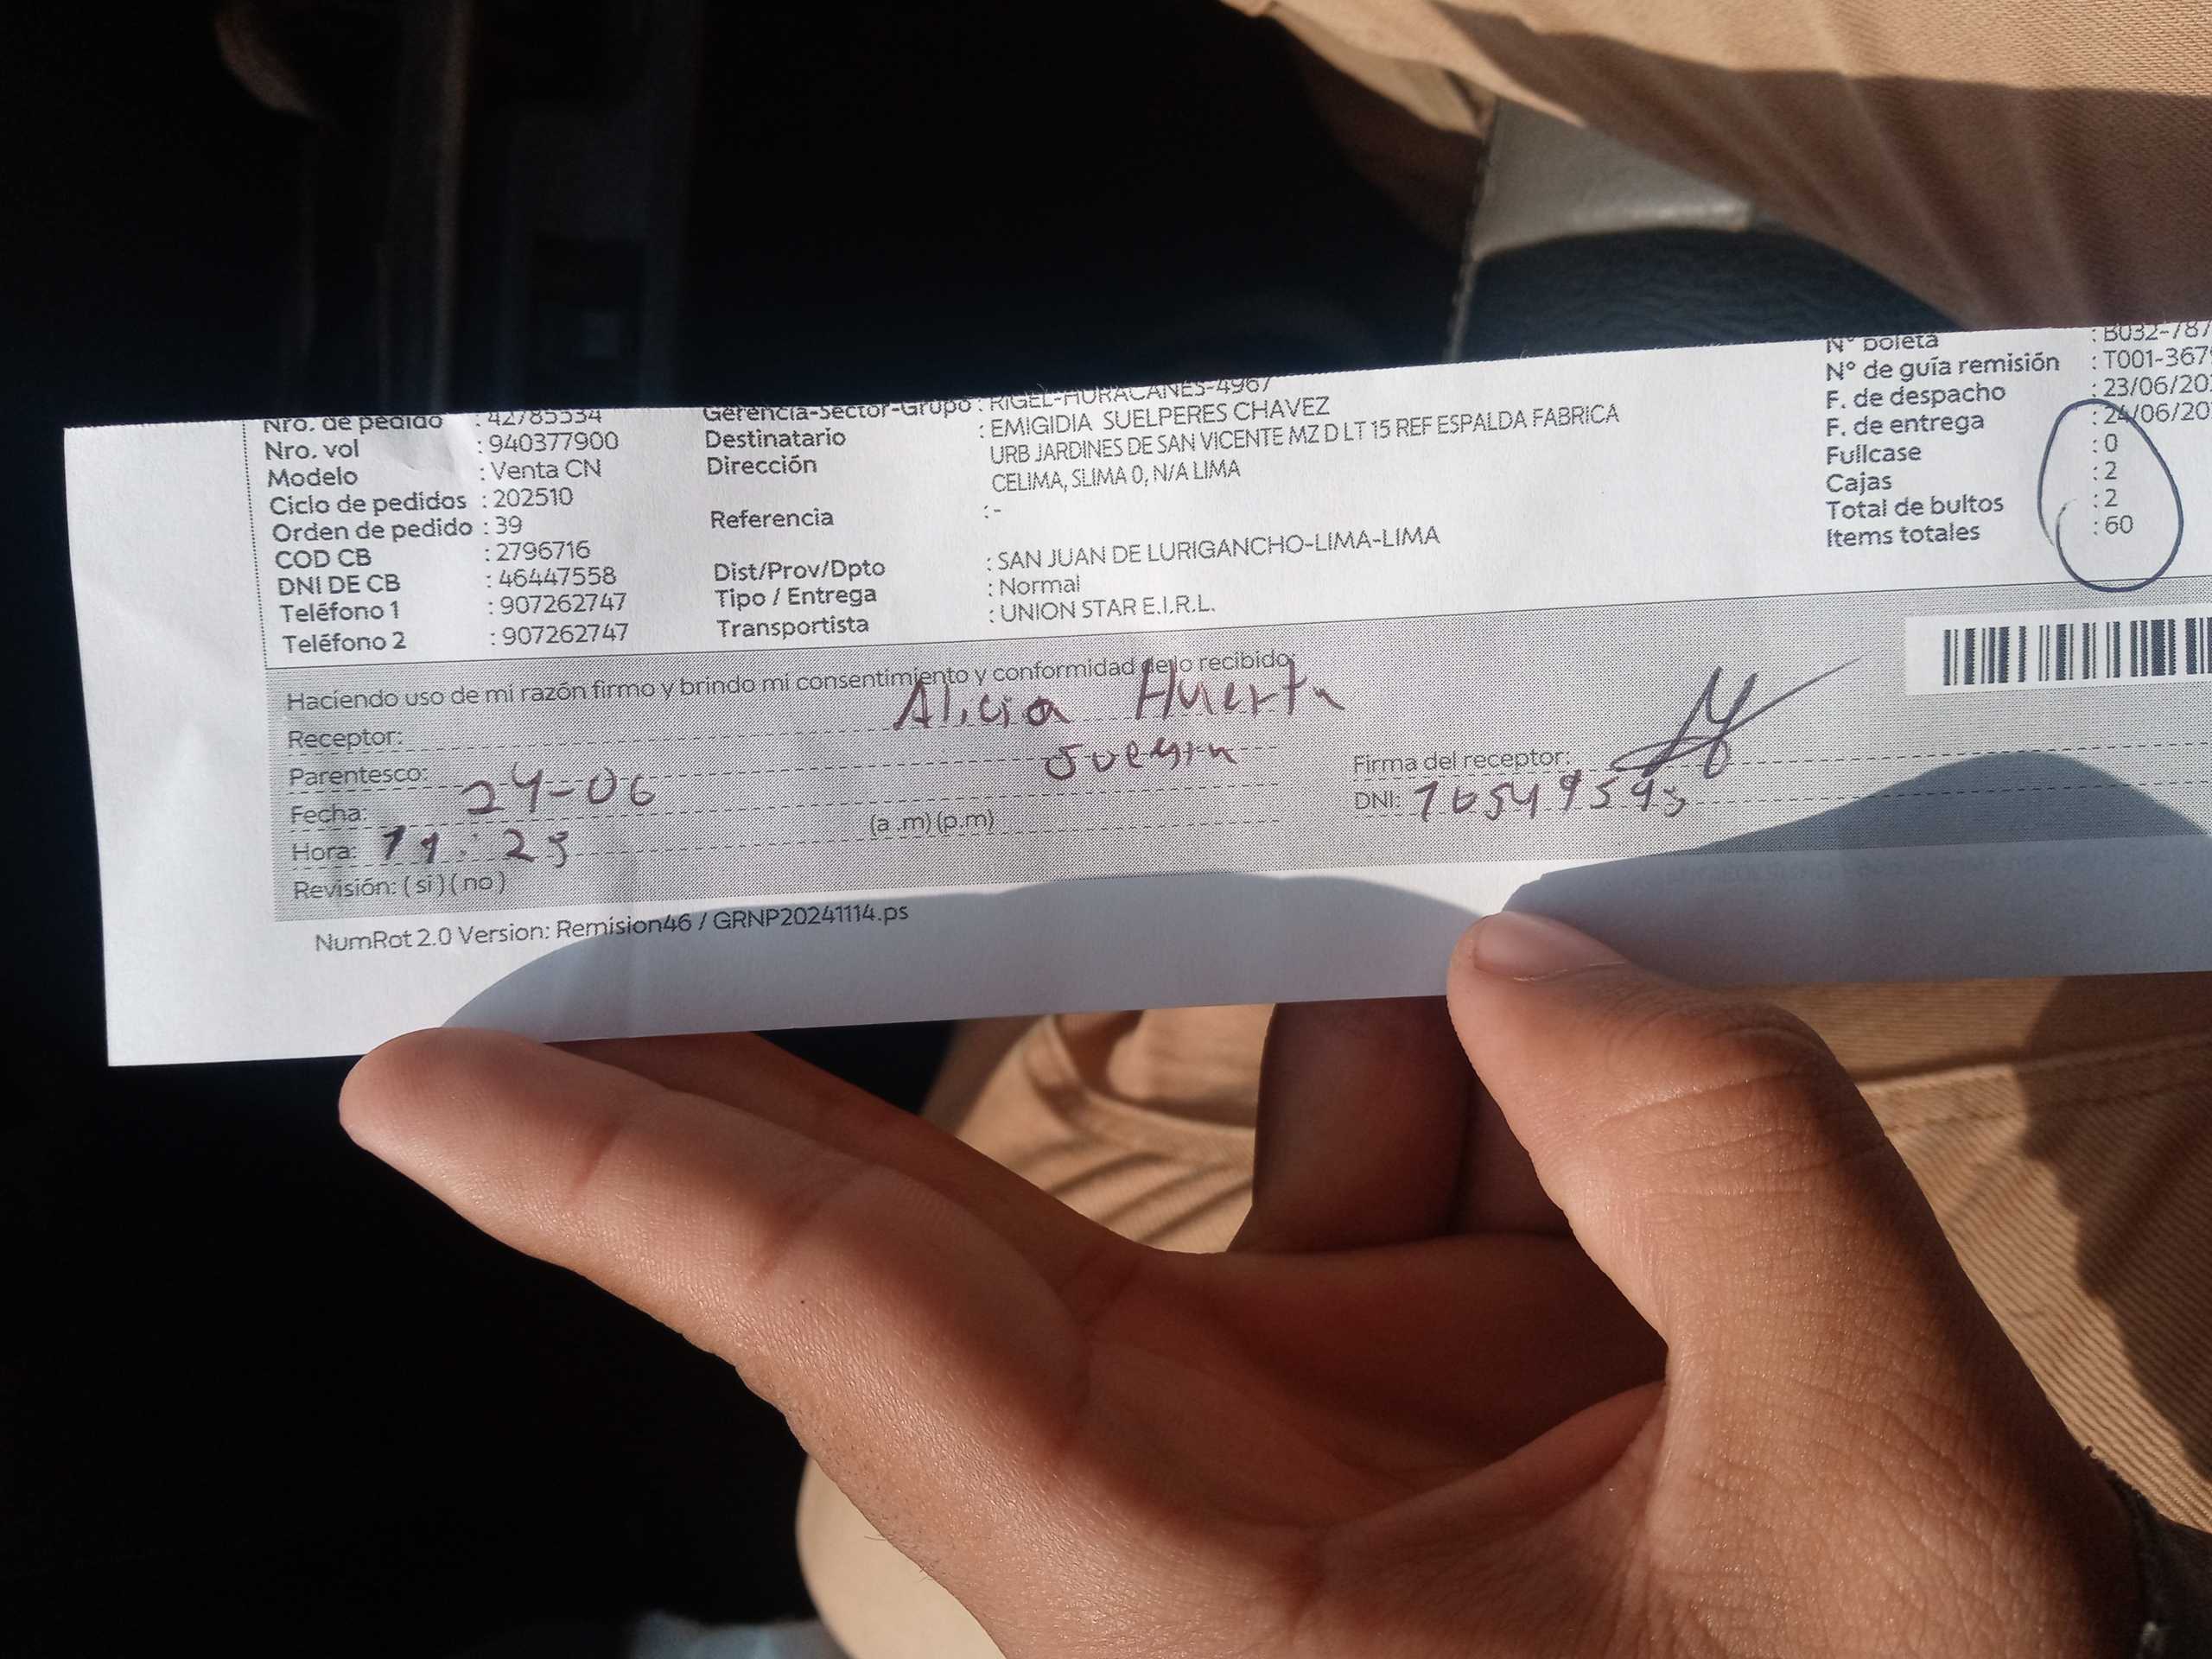 Nro. de pedido : 42785534
Nro. vol : 940377900
Modelo : Venta CN
Ciclo de pedidos : 202510
Orden de pedido : 39
COD CB : 2796716
DNI DE CB : 46447558
Teléfono 1 : 907262747
Teléfono 2 : 907262747
Gerencia-Sector-Grupo : RIGEL-HURACANES-4967
Destinatario : EMIGIDIA SUELPERES CHAVEZ
Dirección URB JARDINES DE SAN VICENTE MZ D LT 15 REF ESPALDA FABRICA
CELIMA, SLIMA 0, N/A LIMA
Referencia : -
Dist/Prov/Dpto : SAN JUAN DE LURIGANCHO-LIMA-LIMA
Tipo / Entrega : Normal
Transportista : UNION STAR E.I.R.L.
N° boleta : B032-787
N° de guía remisión : T001-367
F. de despacho : 23/06/20
F. de entrega : 24/06/20
Fullcase : 0
Cajas : 2
Total de bultos : 2
Items totales : 60
Haciendo uso de mi razón firmo y brindo mi consentimiento y conformidad de lo recibido:
Receptor: Alicia Huerta
Parentesco: suegra
Fecha: 24-06
Hora: 11:25 (a .m) (p.m)
Revisión: ( si ) ( no )
Firma del receptor:
DNI:
NumRot 2.0 Version: Remision46 / GRNP20241114.ps